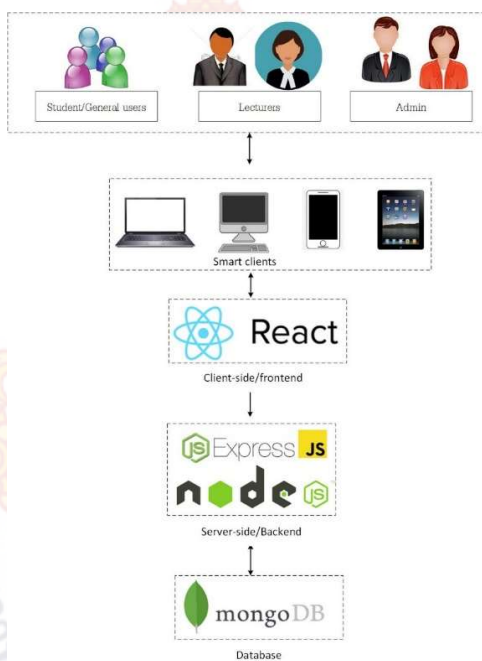 Student/General users
Lecturers
Admin
Smart clients
React
Client-side/frontend
JS Express JS
node JS
Server-side/Backend
mongoDB
Database